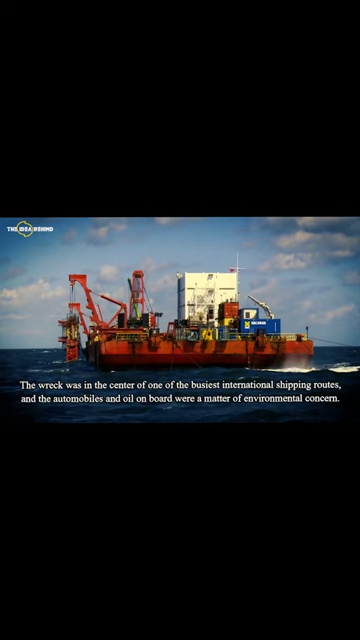 THE IDEA BEHIND
SALVAGE
The wreck was in the center of one of the busiest international shipping routes,
and the automobiles and oil on board were a matter of environmental concern.